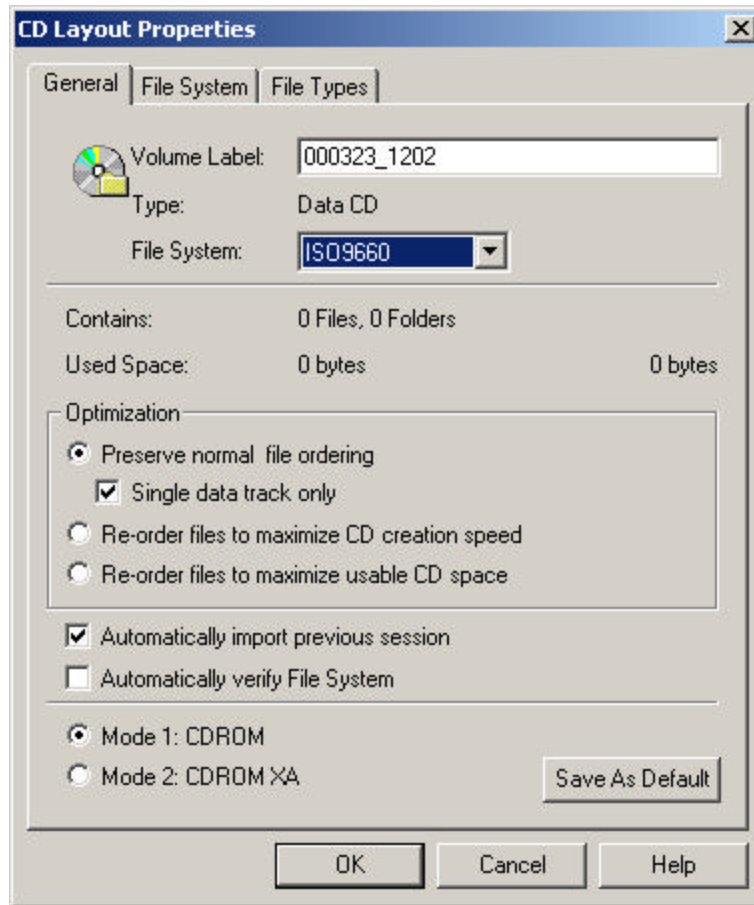 CD Layout Properties
General File System File Types
Volume Label: 000323_1202
Type: Data CD
File System: ISO9660
Contains: 0 Files, 0 Folders
Used Space: 0 bytes 0 bytes
Optimization
Preserve normal file ordering
Single data track only
Re-order files to maximize CD creation speed
Re-order files to maximize usable CD space
Automatically import previous session
Automatically verify File System
Mode 1: CDROM
Mode 2: CDROM XA
Save As Default
OK Cancel Help